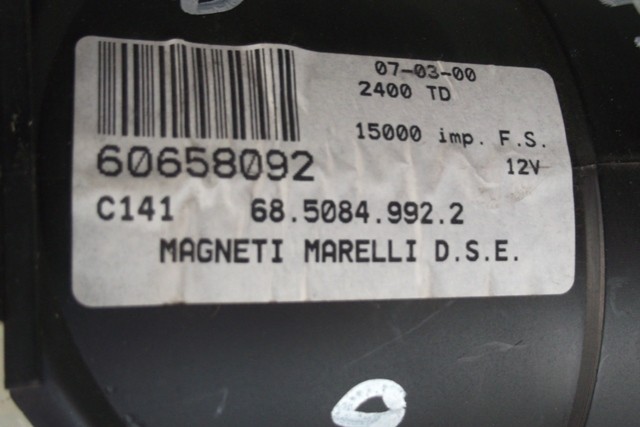 07-03-00
2400 TD
15000 imp. F.S.
60658092
12V
C141 68.5084.992.2
MAGNETI MARELLI D.S.E.